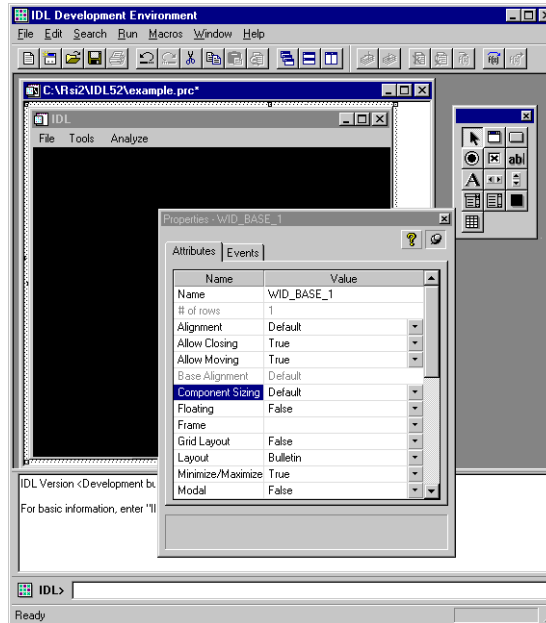 IDL Development Environment
File Edit Search Run Macros Window Help
C:\Rsi2\IDL52\example.prc*
IDL
File Tools Analyze
abl
A
Properties - WID_BASE_1
Attributes Events
Name Value
Name WID_BASE_1
# of rows 1
Alignment Default
Allow Closing True
Allow Moving True
Base Alignment Default
Component Sizing Default
Floating False
Frame
Grid Layout False
Layout Bulletin
Minimize/Maximize True
Modal False
IDL Version <Development
For basic information, enter "
IDL>
Ready